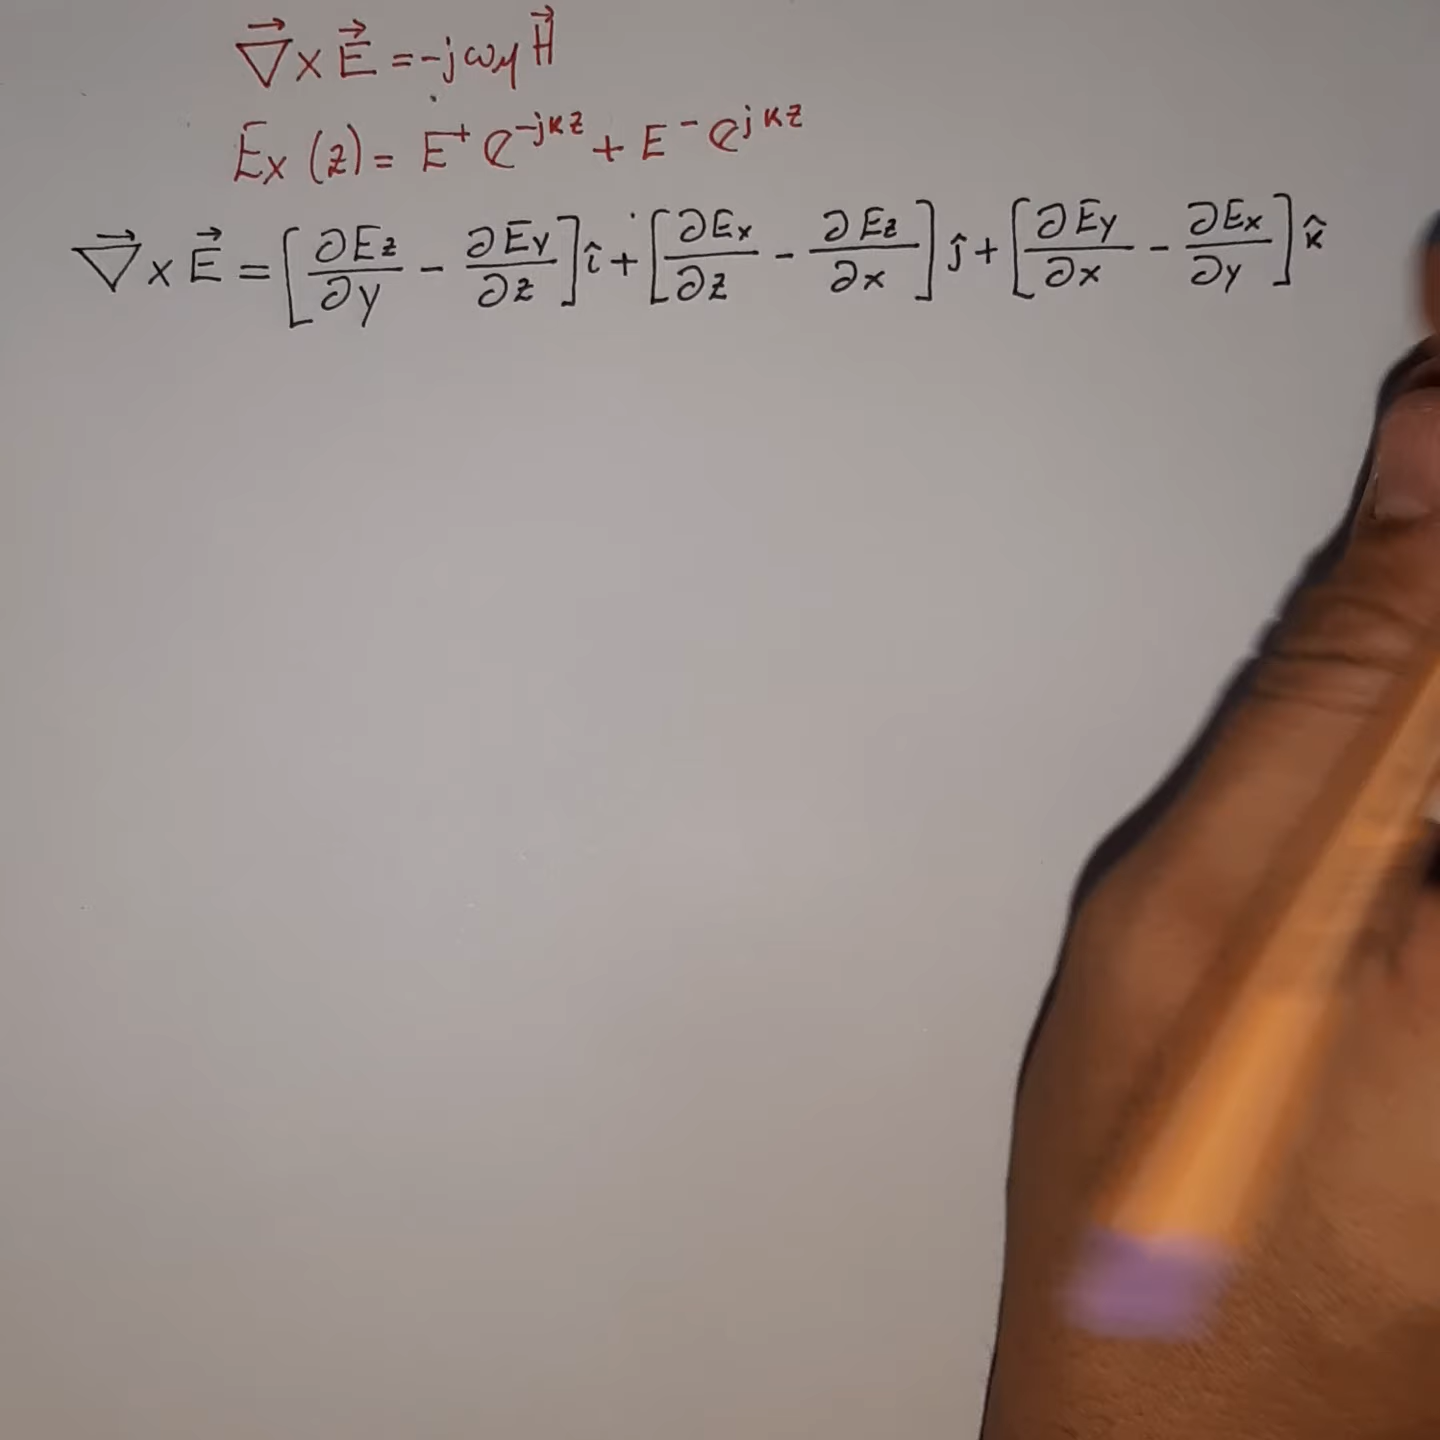 ∇⃗ × E⃗ = -jωμ H⃗
Ex (z) = E⁺ e^{-jkz} + E⁻ e^{jkz}
∇⃗ × E⃗ = [∂Ez/∂y - ∂Ey/∂z] î + [∂Ex/∂z - ∂Ez/∂x] ĵ + [∂Ey/∂x - ∂Ex/∂y] k̂